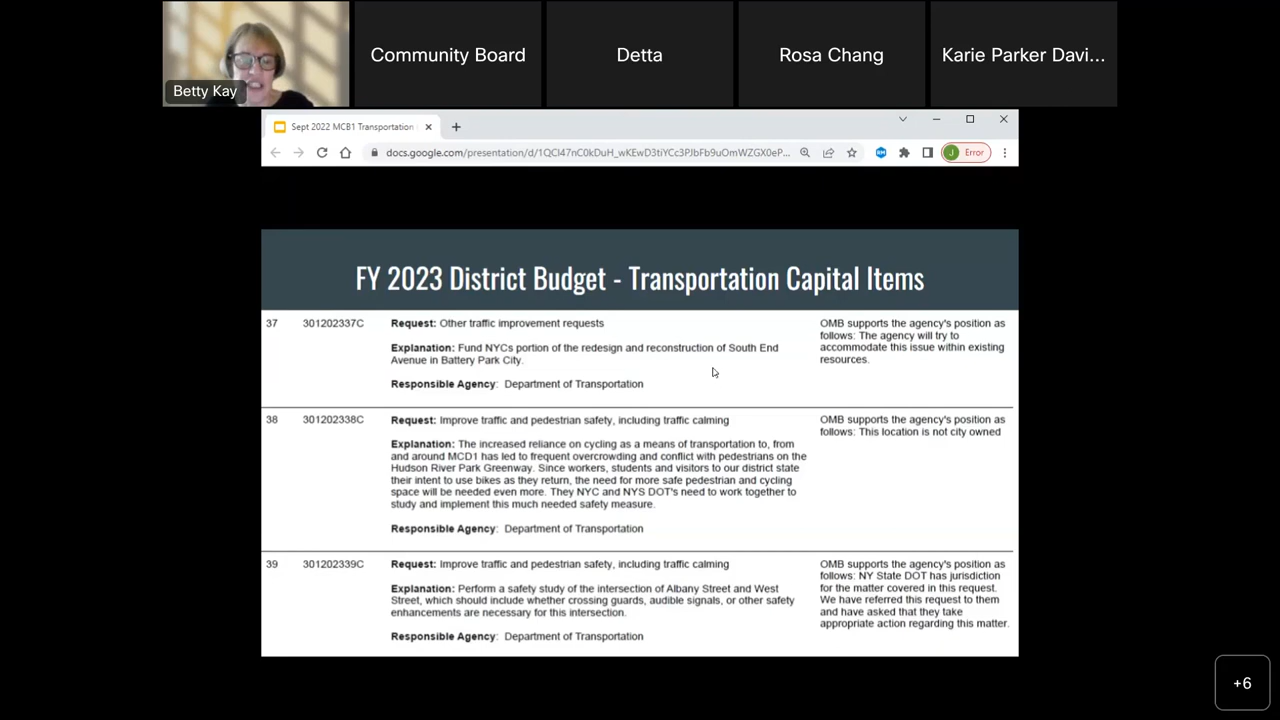 Betty Kay
Community Board
Detta
Rosa Chang
Karie Parker Davi...
Sept 2022 MCB1 Transportation
docs.google.com/presentation/d/1QCl47nC0kDuH_wKEwD3tiYCc3PJbFb9uOmWZGX0eP...
J
Error
FY 2023 District Budget - Transportation Capital Items
37
301202337C
Request: Other traffic improvement requests
Explanation: Fund NYCs portion of the redesign and reconstruction of South End
Avenue in Battery Park City.
Responsible Agency: Department of Transportation
OMB supports the agency's position as
follows: The agency will try to
accommodate this issue within existing
resources.
38
301202338C
Request: Improve traffic and pedestrian safety, including traffic calming
Explanation: The increased reliance on cycling as a means of transportation to, from
and around MCD1 has led to frequent overcrowding and conflict with pedestrians on the
Hudson River Park Greenway. Since workers, students and visitors to our district state
their intent to use bikes as they return, the need for more safe pedestrian and cycling
space will be needed even more. They NYC and NYS DOT's need to work together to
study and implement this much needed safety measure.
Responsible Agency: Department of Transportation
OMB supports the agency's position as
follows: This location is not city owned
39
301202339C
Request: Improve traffic and pedestrian safety, including traffic calming
Explanation: Perform a safety study of the intersection of Albany Street and West
Street, which should include whether crossing guards, audible signals, or other safety
enhancements are necessary for this intersection.
Responsible Agency: Department of Transportation
OMB supports the agency's position as
follows: NY State DOT has jurisdiction
for the matter covered in this request.
We have referred this request to them
and have asked that they take
appropriate action regarding this matter.
+6